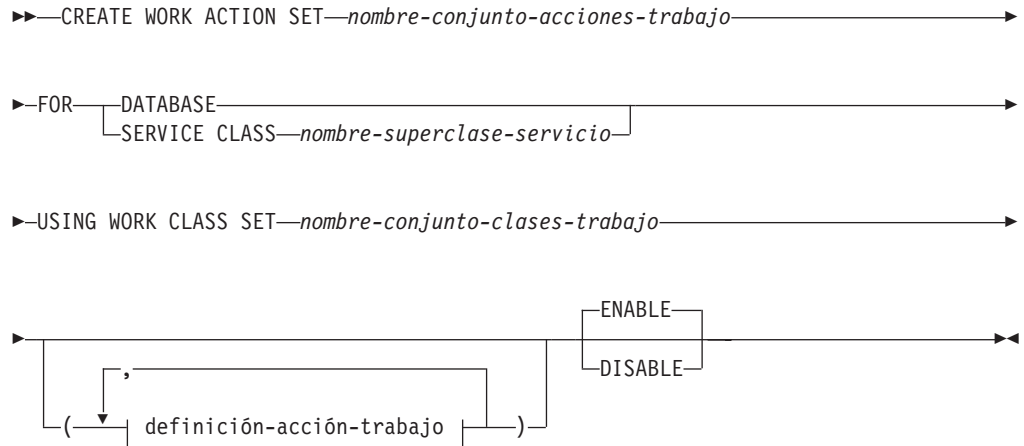 CREATE WORK ACTION SET nombre-conjunto-acciones-trabajo
FOR DATABASE
SERVICE CLASS nombre-superclase-servicio
USING WORK CLASS SET nombre-conjunto-clases-trabajo
ENABLE
DISABLE
,
( definición-acción-trabajo )